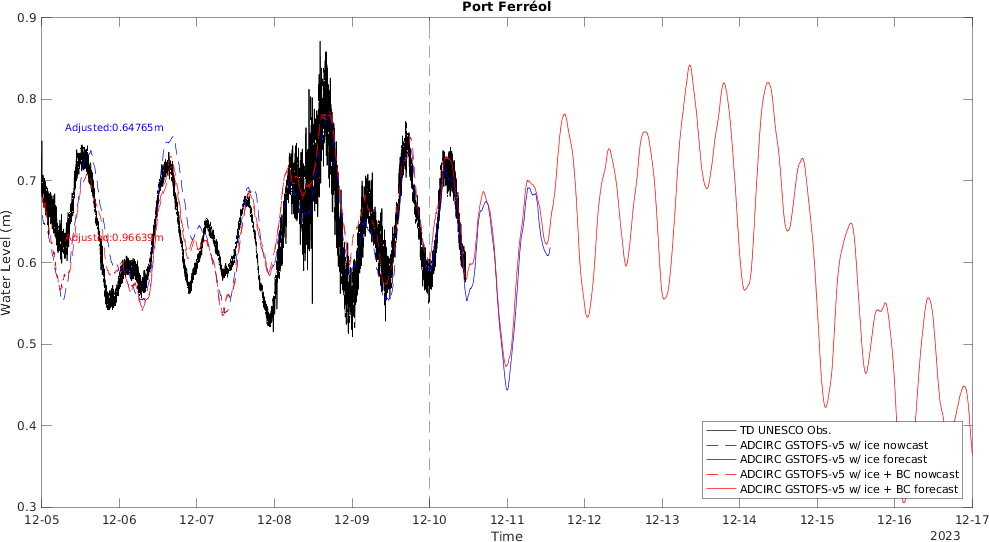 Port Ferréol
0.9
0.8
0.7
0.6
0.5
0.4
0.3
Water Level (m)
Adjusted:0.64765m
Adjusted:0.96639m
TD UNESCO Obs.
ADCIRC GSTOFS-v5 w/ ice nowcast
ADCIRC GSTOFS-v5 w/ ice forecast
ADCIRC GSTOFS-v5 w/ ice + BC nowcast
ADCIRC GSTOFS-v5 w/ ice + BC forecast
12-05 12-06 12-07 12-08 12-09 12-10 12-11 12-12 12-13 12-14 12-15 12-16 12-17
Time
2023